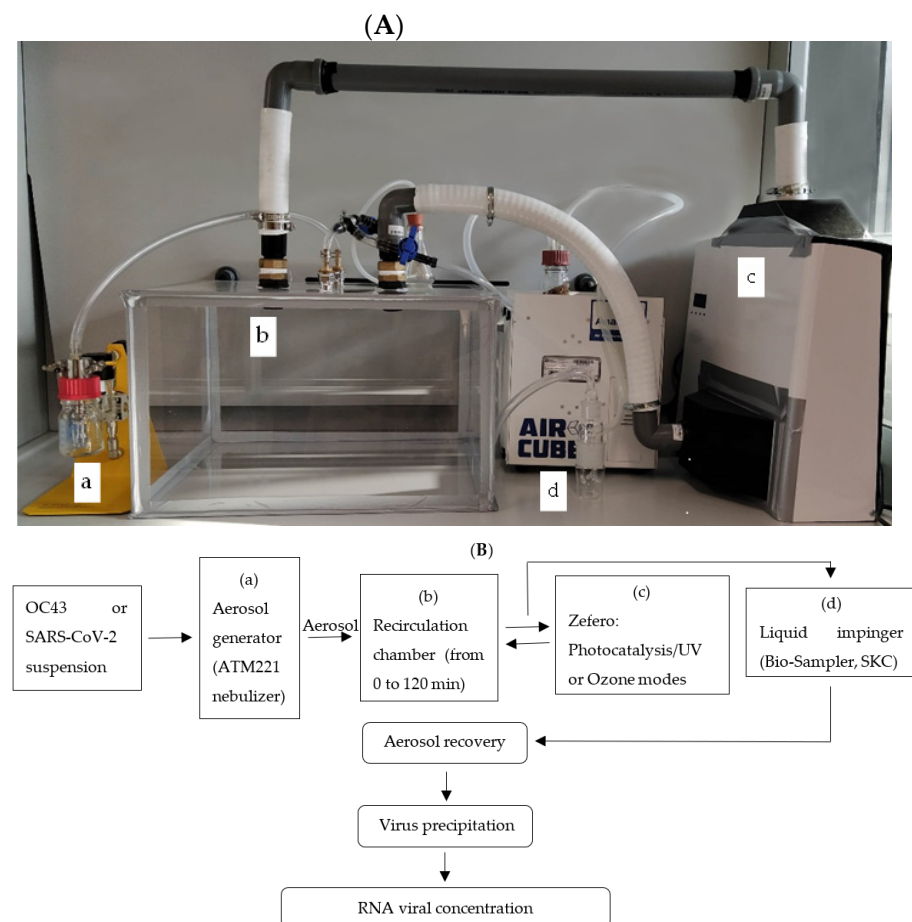 (A)
a
b
c
AIR
CUBE
d
(B)
OC43 or
SARS-CoV-2
suspension
(a)
Aerosol
generator
(ATM221
nebulizer)
Aerosol
(b)
Recirculation
chamber (from
0 to 120 min)
(c)
Zefero:
Photocatalysis/UV
or Ozone modes
(d)
Liquid impinger
(Bio-Sampler, SKC)
Aerosol recovery
Virus precipitation
RNA viral concentration